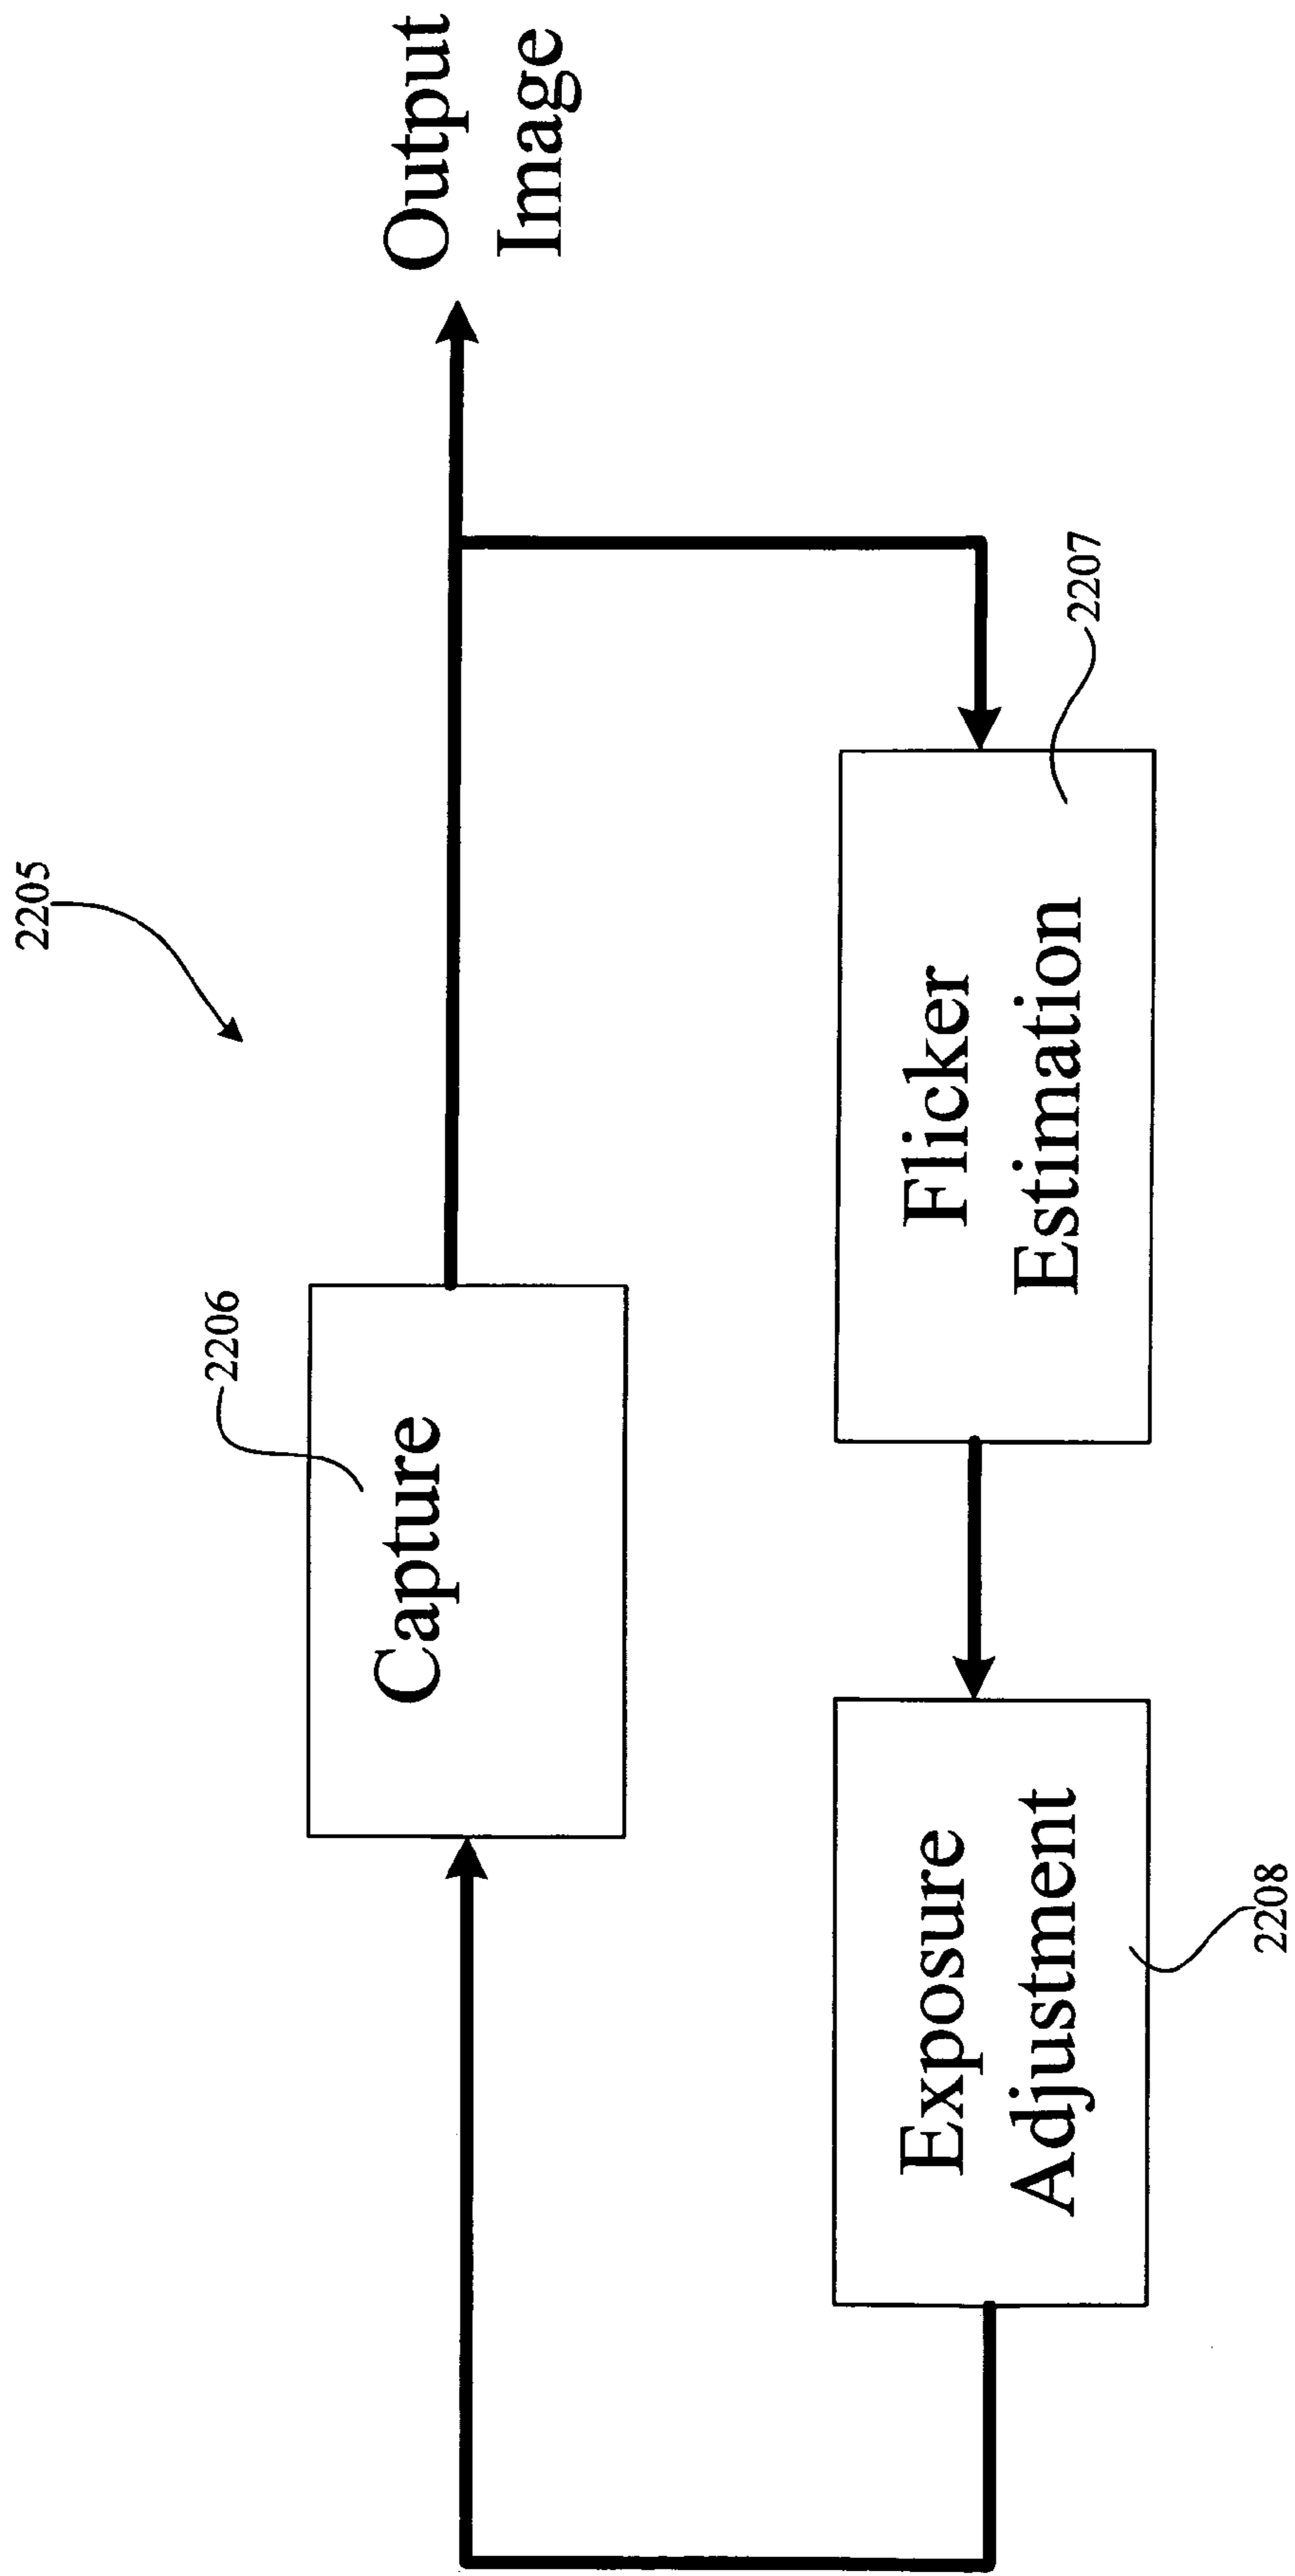 2205
2206
Capture
Output
Image
Exposure
Adjustment
2208
Flicker
Estimation
2207